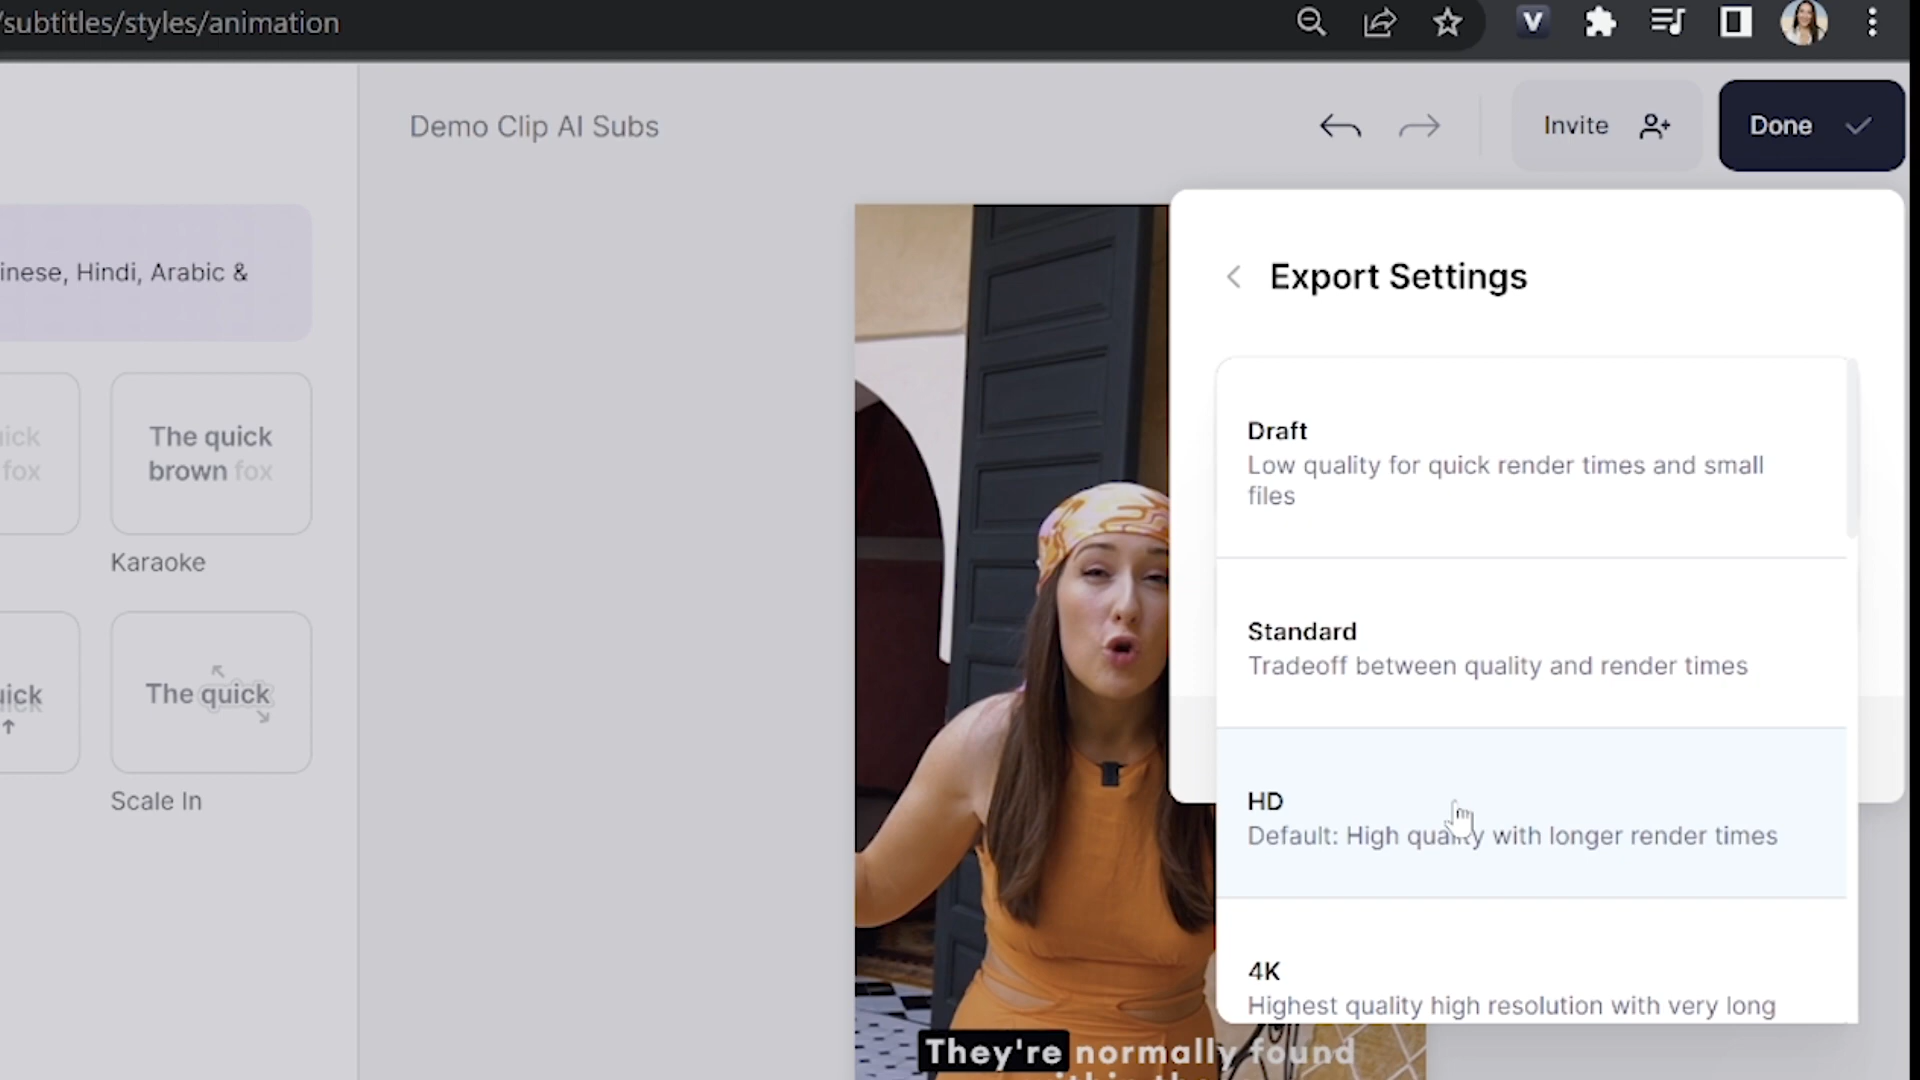 /subtitles/styles/animation
V
Demo Clip AI Subs
Invite
Done
inese, Hindi, Arabic &
Export Settings
Draft
Low quality for quick render times and small
files
ick
fox
The quick
brown fox
Karaoke
Standard
Tradeoff between quality and render times
uick
The quick
Scale In
HD
Default: High quality with longer render times
4K
Highest quality high resolution with very long
They're normally found